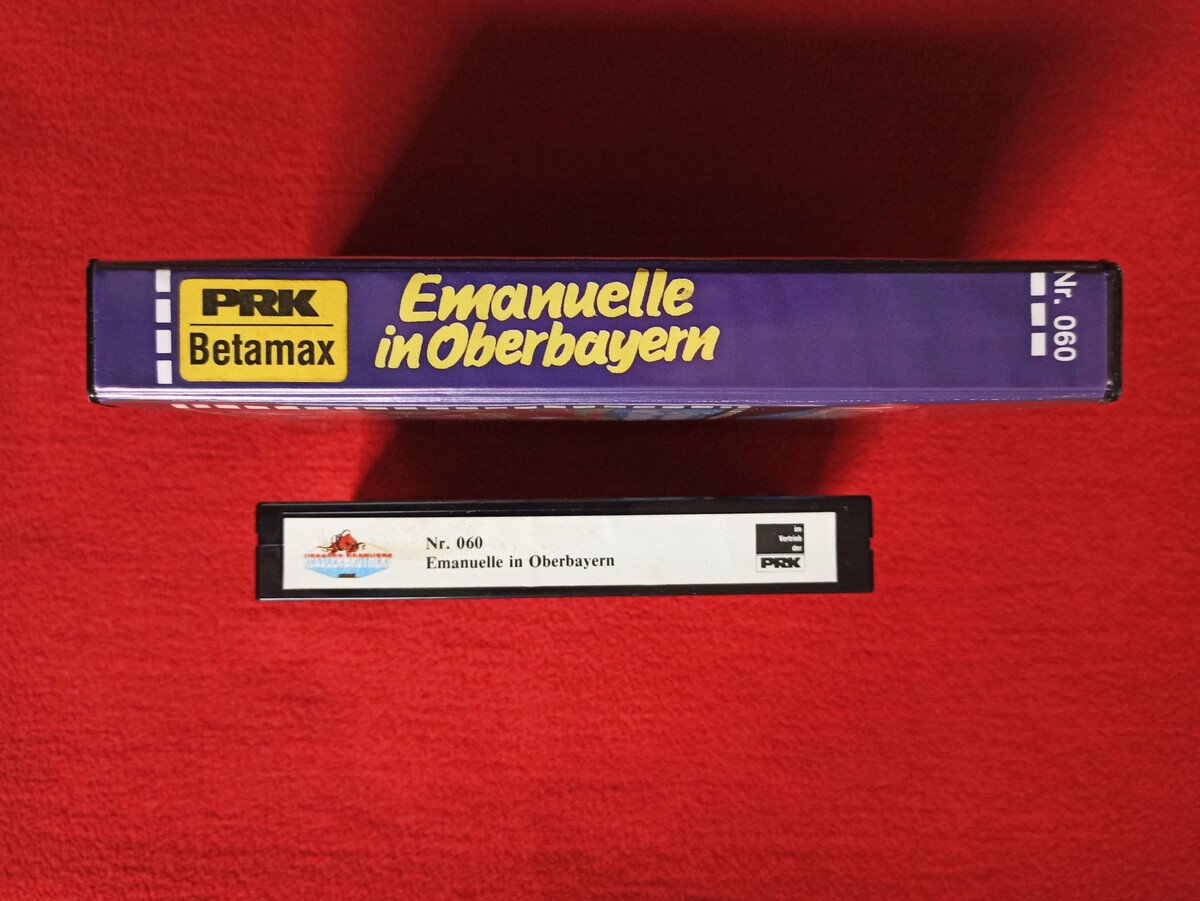 PRK
Betamax
Emanuelle
in Oberbayern
Nr. 060
Nr. 060
Emanuelle in Oberbayern
im
Vertrieb
der
PRK